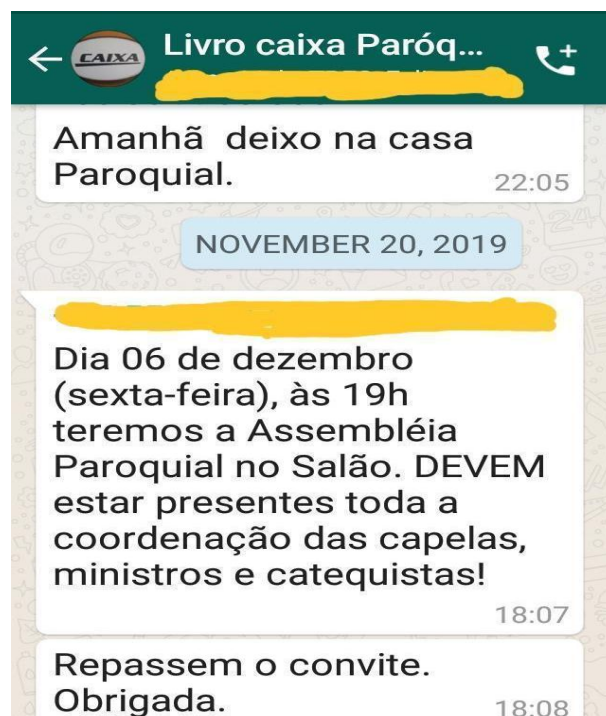 Livro caixa Paróq...
CAIXA
Amanhã deixo na casa
Paroquial.
22:05
NOVEMBER 20, 2019
Dia 06 de dezembro
(sexta-feira), às 19h
teremos a Assembléia
Paroquial no Salão. DEVEM
estar presentes toda a
coordenação das capelas,
ministros e catequistas!
18:07
Repassem o convite.
Obrigada.
18:08